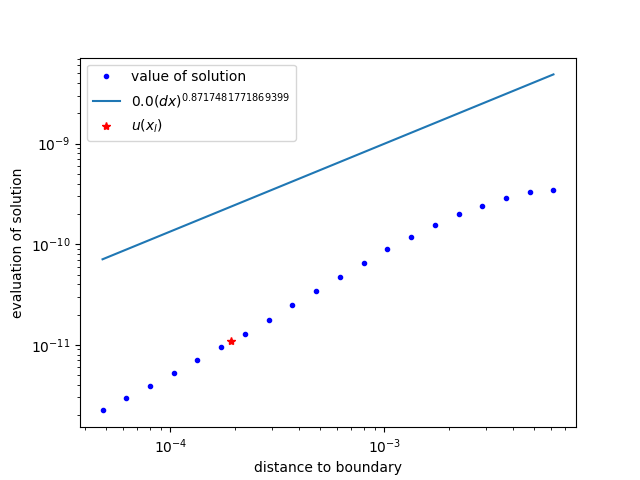 value of solution
0.0(dx)^0.8717481771869399
u(x_l)
10^-9
10^-10
10^-11
evaluation of solution
10^-4 10^-3
distance to boundary